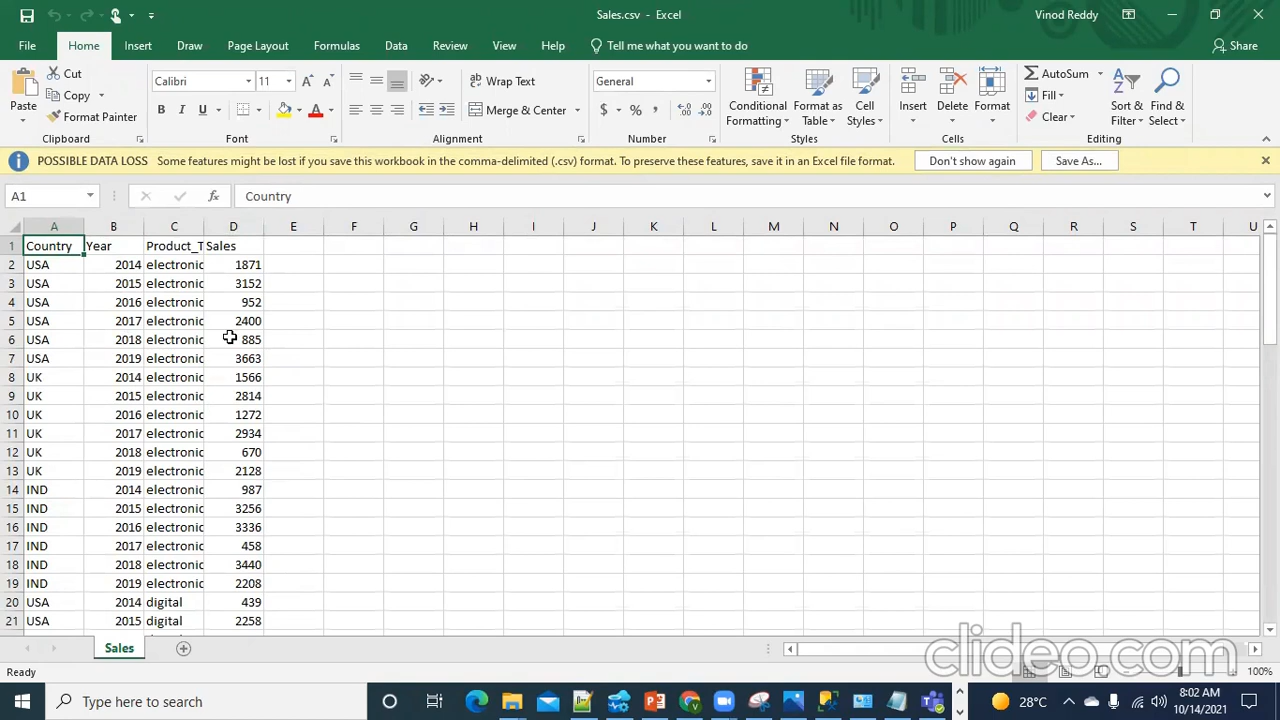 Sales.csv - Excel
Vinod Reddy
File Home Insert Draw Page Layout Formulas Data Review View Help Tell me what you want to do Share
Cut
Copy
Format Painter
Paste
Clipboard
Calibri 11
B I U
Font
Wrap Text
Merge & Center
Alignment
General
$ % ,
Number
Conditional Formatting
Format as Table
Cell Styles
Styles
Insert Delete Format
Cells
AutoSum
Fill
Clear
Sort & Filter
Find & Select
Editing
POSSIBLE DATA LOSS Some features might be lost if you save this workbook in the comma-delimited (.csv) format. To preserve these features, save it in an Excel file format. Don't show again Save As...
A1 fx Country
A B C D E F G H I J K L M N O P Q R S T U
1 Country Year Product_T Sales
2 USA 2014 electronic 1871
3 USA 2015 electronic 3152
4 USA 2016 electronic 952
5 USA 2017 electronic 2400
6 USA 2018 electronic 885
7 USA 2019 electronic 3663
8 UK 2014 electronic 1566
9 UK 2015 electronic 2814
10 UK 2016 electronic 1272
11 UK 2017 electronic 2934
12 UK 2018 electronic 670
13 UK 2019 electronic 2128
14 IND 2014 electronic 987
15 IND 2015 electronic 3256
16 IND 2016 electronic 3336
17 IND 2017 electronic 458
18 IND 2018 electronic 3440
19 IND 2019 electronic 2208
20 USA 2014 digital 439
21 USA 2015 digital 2258
Sales
clideo.com
Ready
100%
Type here to search
28°C
8:02 AM
10/14/2021